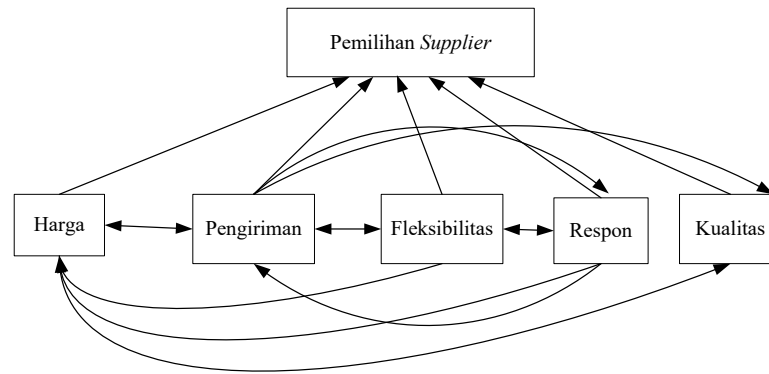 Pemilihan Supplier
Harga
Pengiriman
Fleksibilitas
Respon
Kualitas